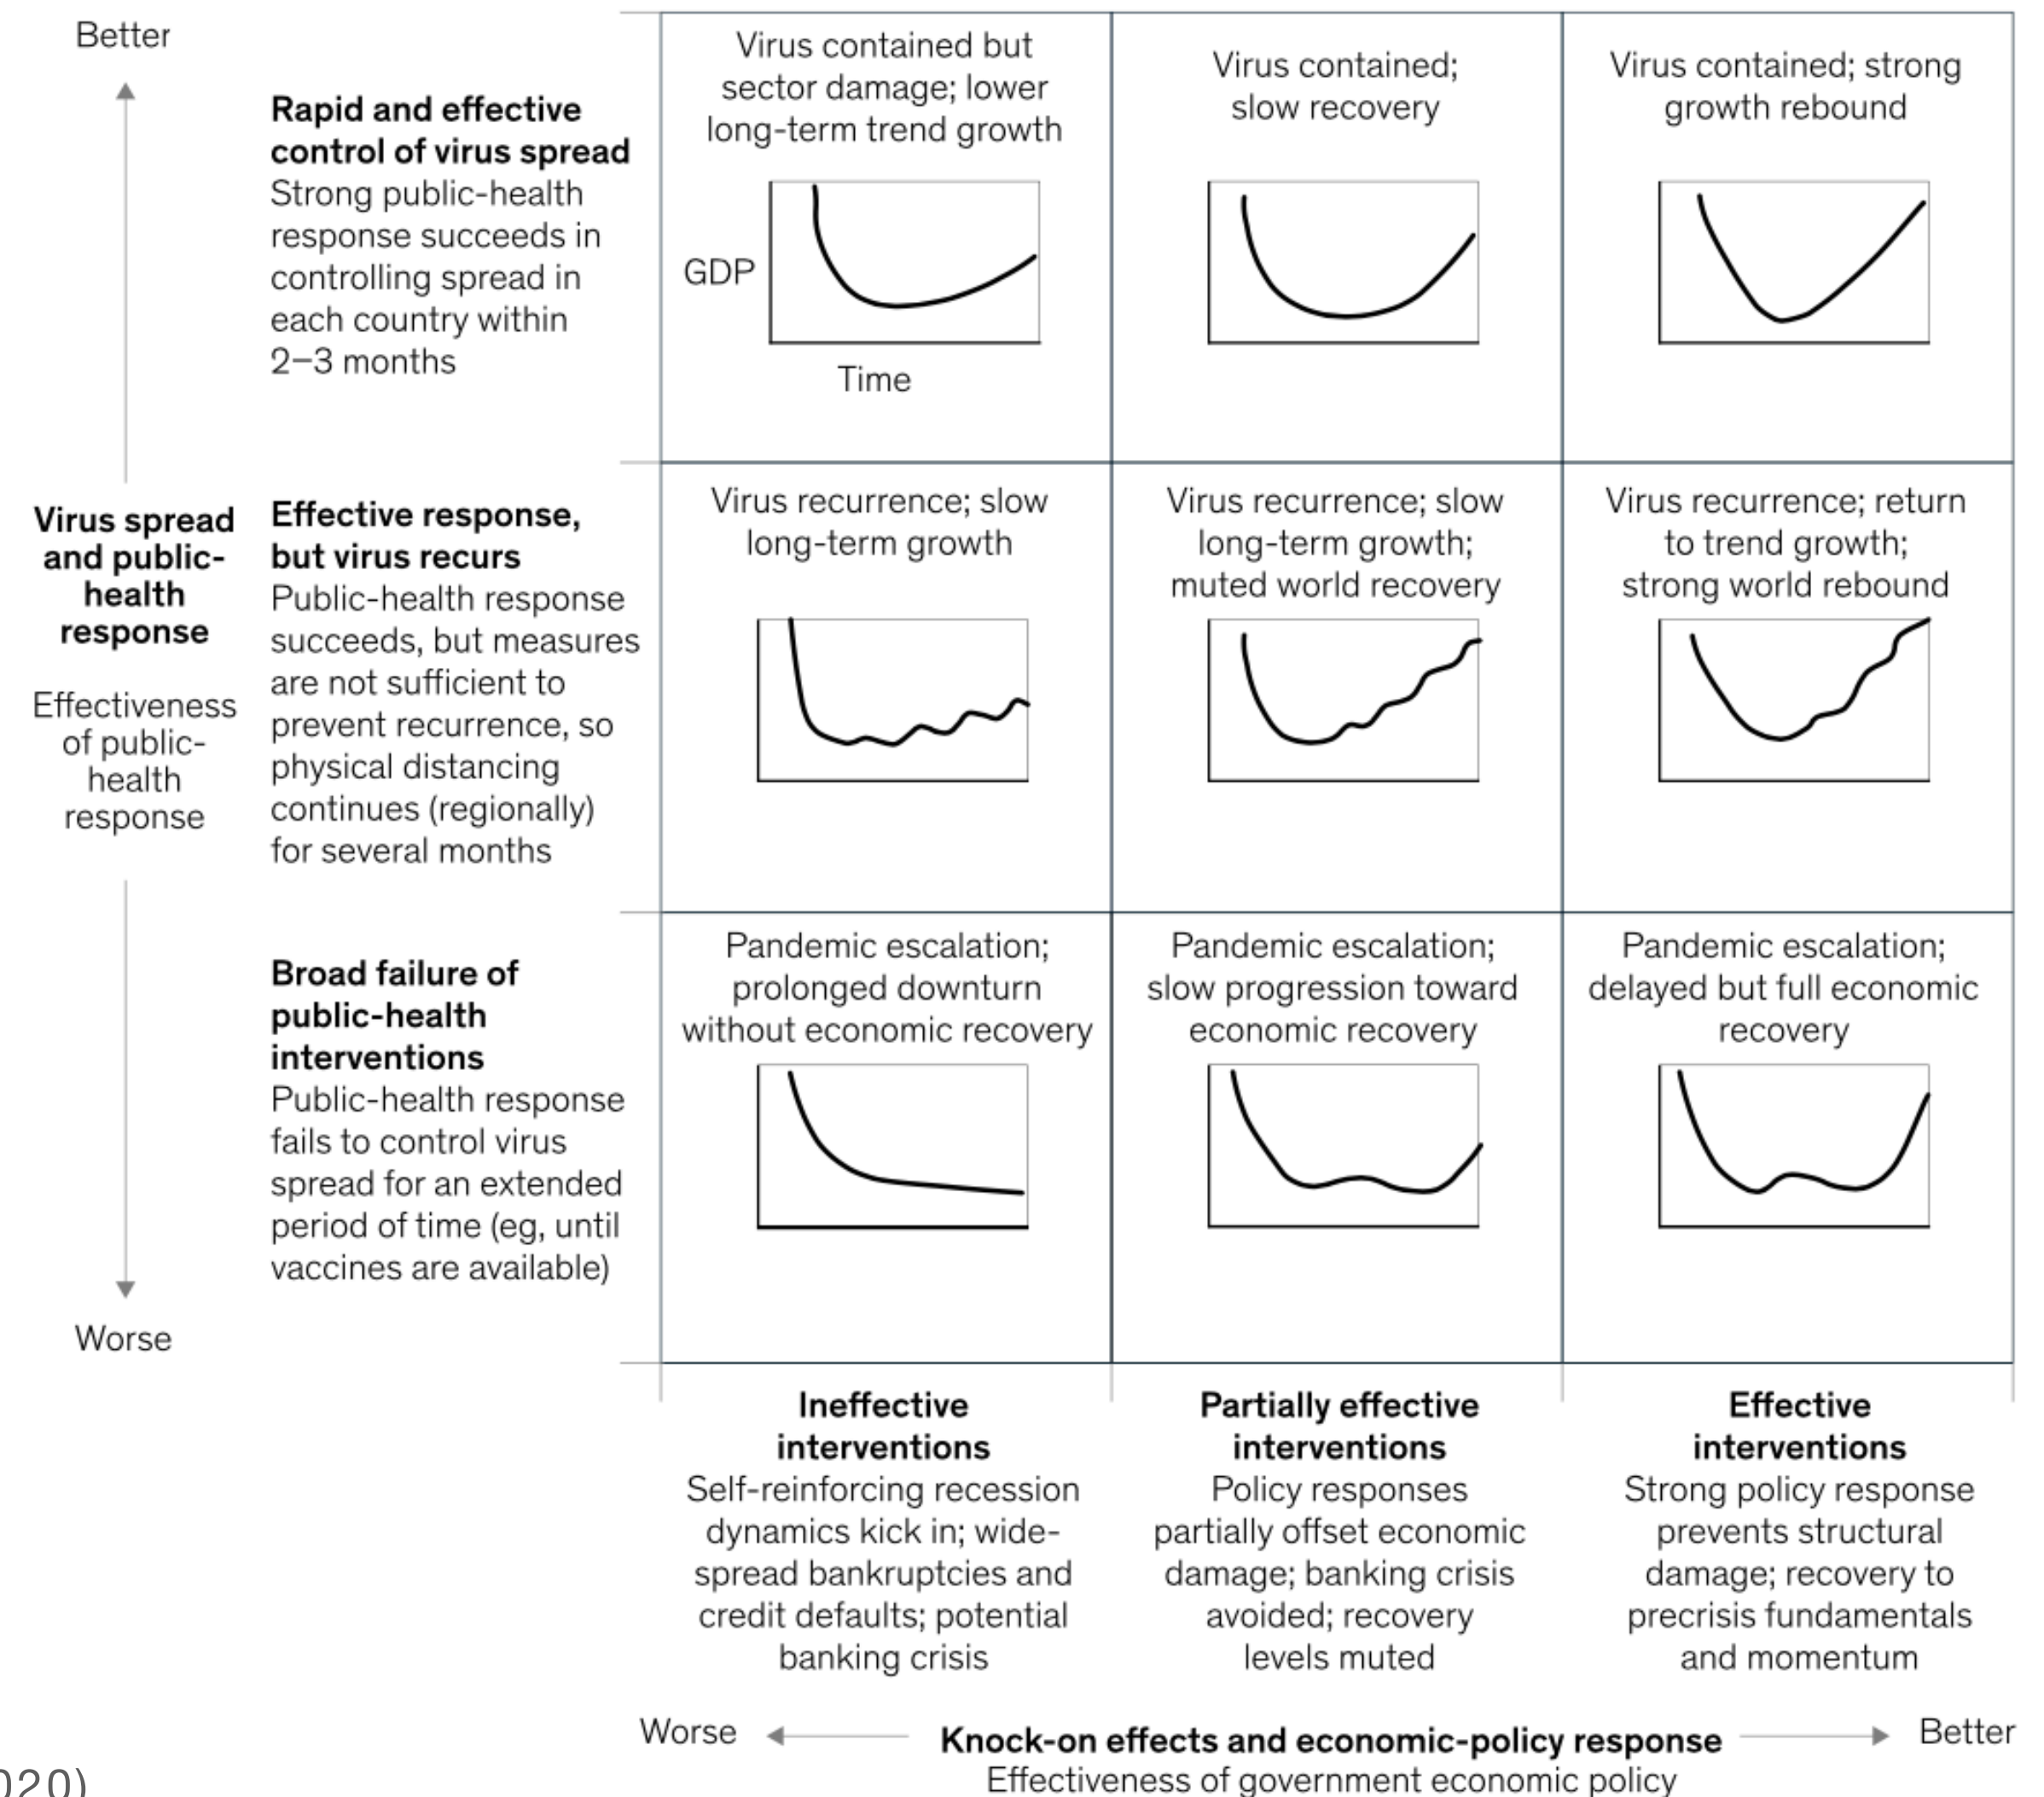 Better
Rapid and effective
control of virus spread
Strong public-health
response succeeds in
controlling spread in
each country within
2–3 months
Virus contained but
sector damage; lower
long-term trend growth
GDP
Time
Virus contained;
slow recovery
Virus contained; strong
growth rebound
Virus spread
and public-
health
response
Effectiveness
of public-
health
response
Effective response,
but virus recurs
Public-health response
succeeds, but measures
are not sufficient to
prevent recurrence, so
physical distancing
continues (regionally)
for several months
Virus recurrence; slow
long-term growth
Virus recurrence; slow
long-term growth;
muted world recovery
Virus recurrence; return
to trend growth;
strong world rebound
Broad failure of
public-health
interventions
Public-health response
fails to control virus
spread for an extended
period of time (eg, until
vaccines are available)
Pandemic escalation;
prolonged downturn
without economic recovery
Pandemic escalation;
slow progression toward
economic recovery
Pandemic escalation;
delayed but full economic
recovery
Worse
Ineffective
interventions
Self-reinforcing recession
dynamics kick in; wide-
spread bankruptcies and
credit defaults; potential
banking crisis
Partially effective
interventions
Policy responses
partially offset economic
damage; banking crisis
avoided; recovery
levels muted
Effective
interventions
Strong policy response
prevents structural
damage; recovery to
precrisis fundamentals
and momentum
Worse
Knock-on effects and economic-policy response
Better
Effectiveness of government economic policy
020)